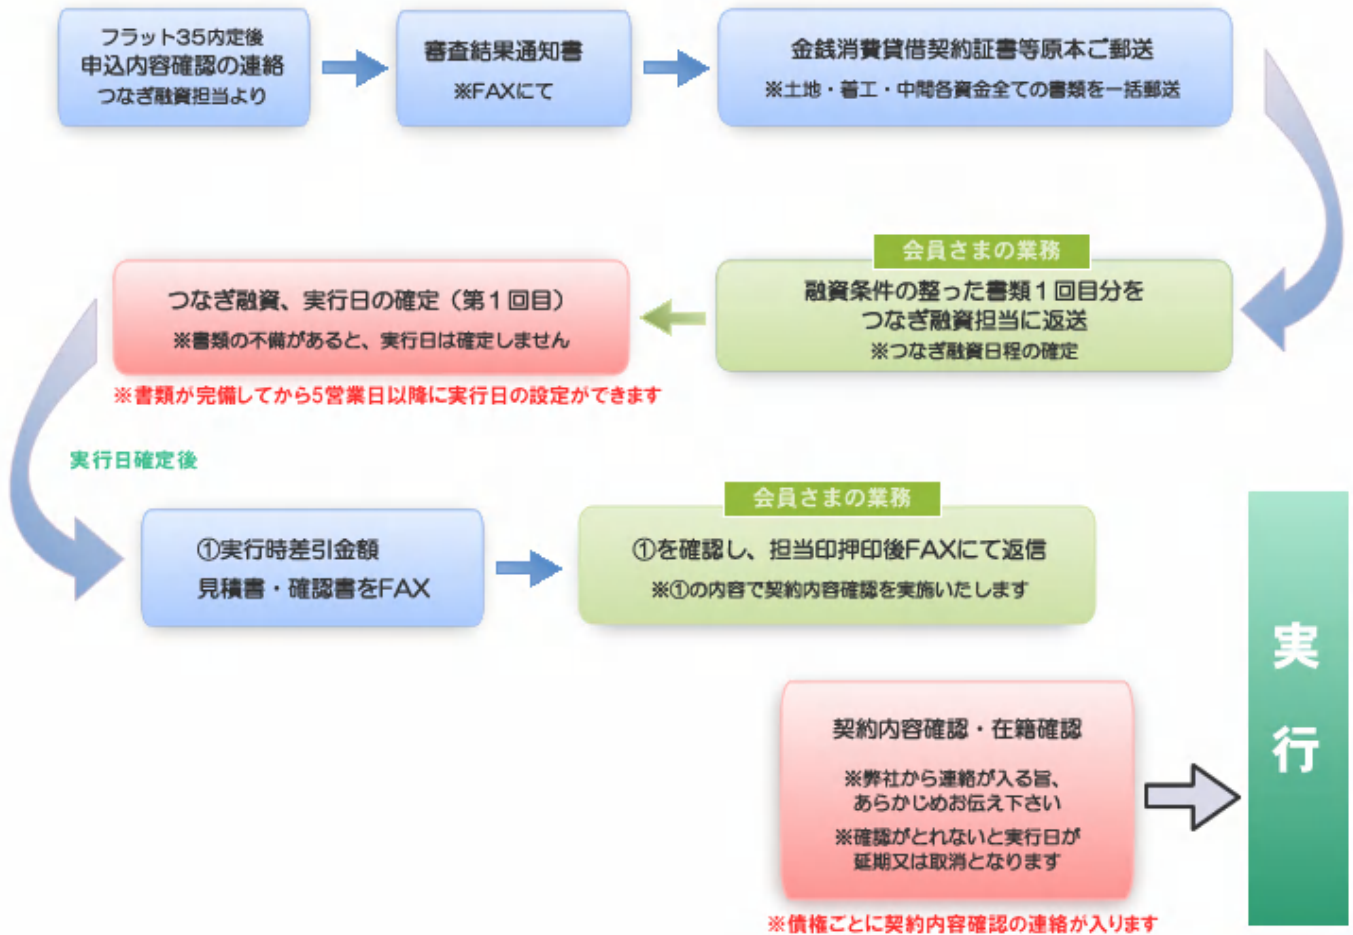 フラット35内定後
申込内容確認の連絡
つなぎ融資担当より
審査結果通知書
※FAXにて
金銭消費貸借契約証書等原本ご郵送
※土地・着工・中間各資金全ての書類を一括郵送
会員さまの業務
融資条件の整った書類1回目分を
つなぎ融資担当に返送
※つなぎ融資日程の確定
つなぎ融資、実行日の確定（第1回目）
※書類の不備があると、実行日は確定しません
※書類が完備してから5営業日以降に実行日の設定ができます
実行日確定後
①実行時差引金額
見積書・確認書をFAX
会員さまの業務
①を確認し、担当印押印後FAXにて返信
※①の内容で契約内容確認を実施いたします
契約内容確認・在籍確認
※弊社から連絡が入る旨、
あらかじめお伝え下さい
※確認がとれないと実行日が
延期又は取消となります
※債権ごとに契約内容確認の連絡が入ります
実行